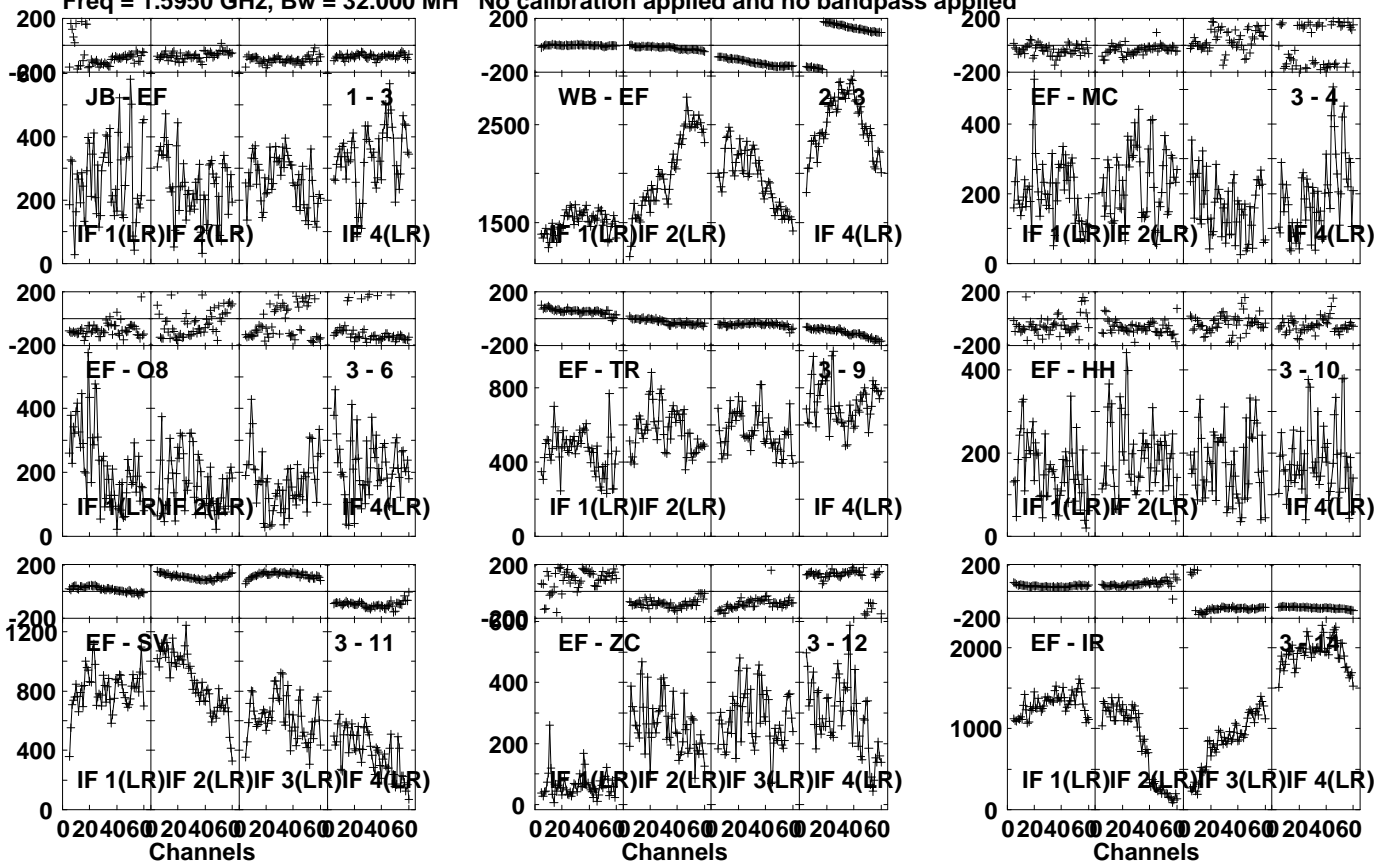 Freq = 1.5950 GHz, Bw = 32.000 MH No calibration applied and no bandpass applied
200
-200
600
400
200
0
JB - EF 1 - 3
IF 1(LR) IF 2(LR) IF 4(LR)
200
-200
2500
1500
WB - EF 2 - 3
IF 1(LR) IF 2(LR) IF 4(LR)
200
-200
400
200
0
EF - MC 3 - 4
IF 1(LR) IF 2(LR) IF 4(LR)
200
-200
400
200
0
EF - O8 3 - 6
IF 1(LR) IF 2(LR) IF 4(LR)
200
-200
800
400
0
EF - TR 3 - 9
IF 1(LR) IF 2(LR) IF 4(LR)
200
-200
400
200
0
EF - HH 3 - 10
IF 1(LR) IF 2(LR) IF 4(LR)
200
-200
1200
800
400
0
EF - SV 3 - 11
IF 1(LR) IF 2(LR) IF 3(LR) IF 4(LR)
0 20 40 60 0 20 40 60 0 20 40 60 0 20 40 60
Channels
200
-200
600
400
200
0
EF - ZC 3 - 12
IF 1(LR) IF 2(LR) IF 3(LR) IF 4(LR)
0 20 40 60 0 20 40 60 0 20 40 60 0 20 40 60
Channels
200
-200
2000
1000
0
EF - IR 3 - 14
IF 1(LR) IF 2(LR) IF 3(LR) IF 4(LR)
0 20 40 60 0 20 40 60 0 20 40 60 0 20 40 60
Channels